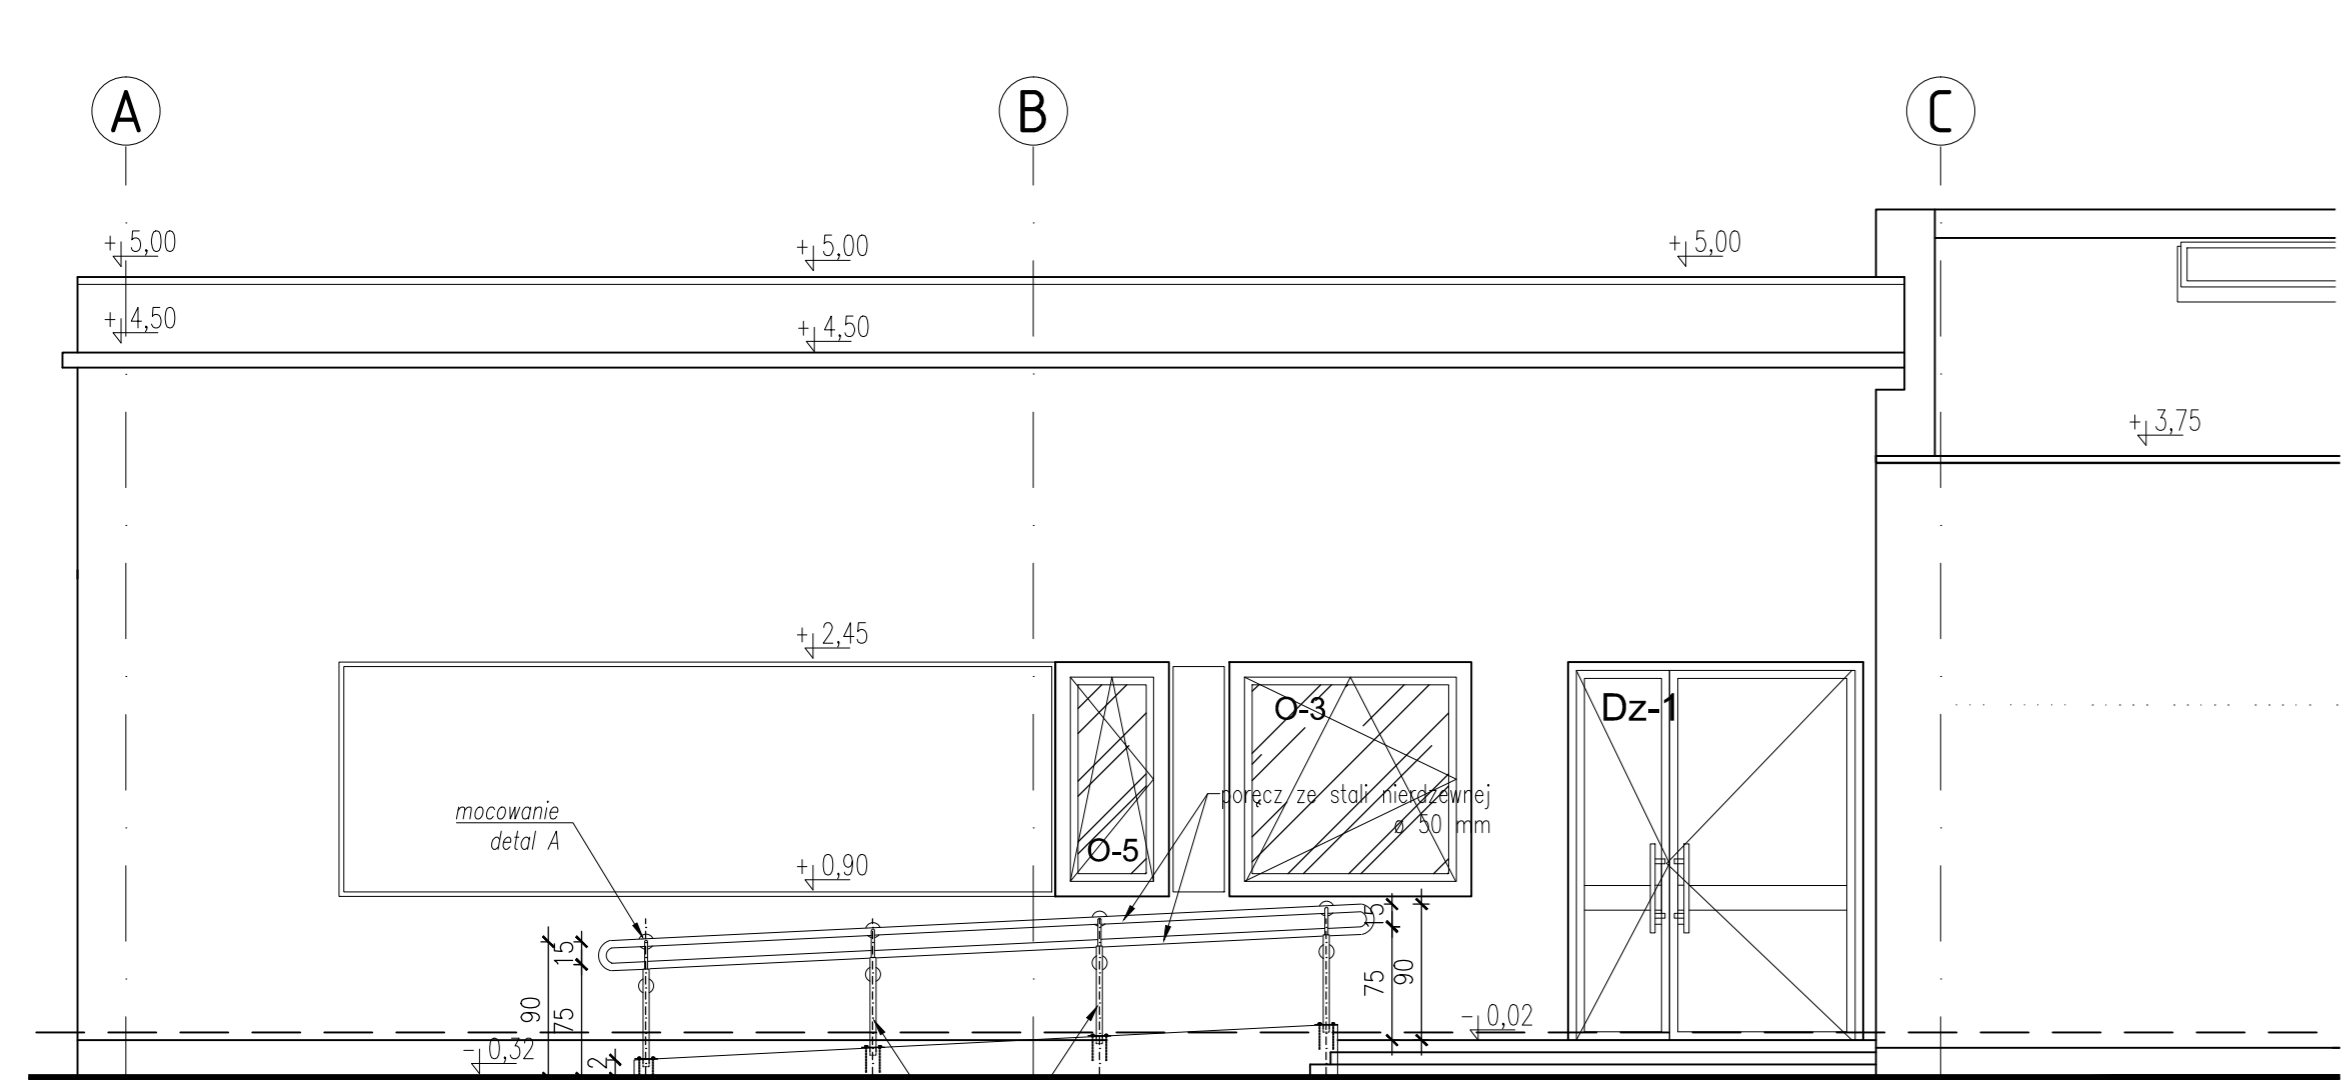 A
B
C
+ 5,00
+ 5,00
+ 5,00
+ 4,50
+ 4,50
+ 3,75
+ 2,45
O-3
Dz-1
poręcz ze stali nierdzewnej
ø 50 mm
mocowanie
detal A
O-5
+ 0,90
15
90
75
2
75
90
- 0,02
- 0,32